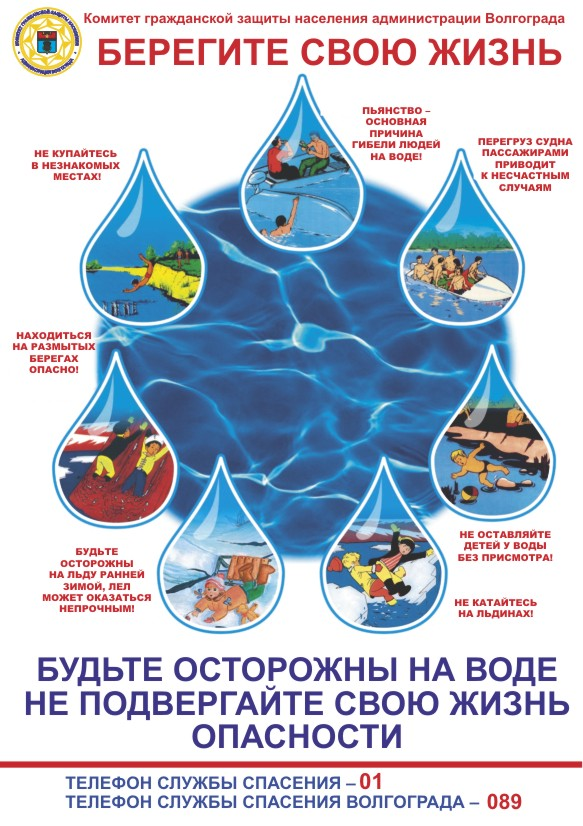 Комитет гражданской защиты населения администрации Волгограда
БЕРЕГИТЕ СВОЮ ЖИЗНЬ
ПЬЯНСТВО –
ОСНОВНАЯ
ПРИЧИНА
ГИБЕЛИ ЛЮДЕЙ
НА ВОДЕ!
НЕ КУПАЙТЕСЬ
В НЕЗНАКОМЫХ
МЕСТАХ!
ПЕРЕГРУЗ СУДНА
ПАССАЖИРАМИ
ПРИВОДИТ
К НЕСЧАСТНЫМ
СЛУЧАЯМ
НАХОДИТЬСЯ
НА РАЗМЫТЫХ
БЕРЕГАХ
ОПАСНО!
НЕ ОСТАВЛЯЙТЕ
ДЕТЕЙ У ВОДЫ
БЕЗ ПРИСМОТРА!
БУДЬТЕ
ОСТОРОЖНЫ
НА ЛЬДУ РАННЕЙ
ЗИМОЙ, ЛЕЛ
МОЖЕТ ОКАЗАТЬСЯ
НЕПРОЧНЫМ!
НЕ КАТАЙТЕСЬ
НА ЛЬДИНАХ!
БУДЬТЕ ОСТОРОЖНЫ НА ВОДЕ
НЕ ПОДВЕРГАЙТЕ СВОЮ ЖИЗНЬ
ОПАСНОСТИ
ТЕЛЕФОН СЛУЖБЫ СПАСЕНИЯ – 01
ТЕЛЕФОН СЛУЖБЫ СПАСЕНИЯ ВОЛГОГРАДА – 089